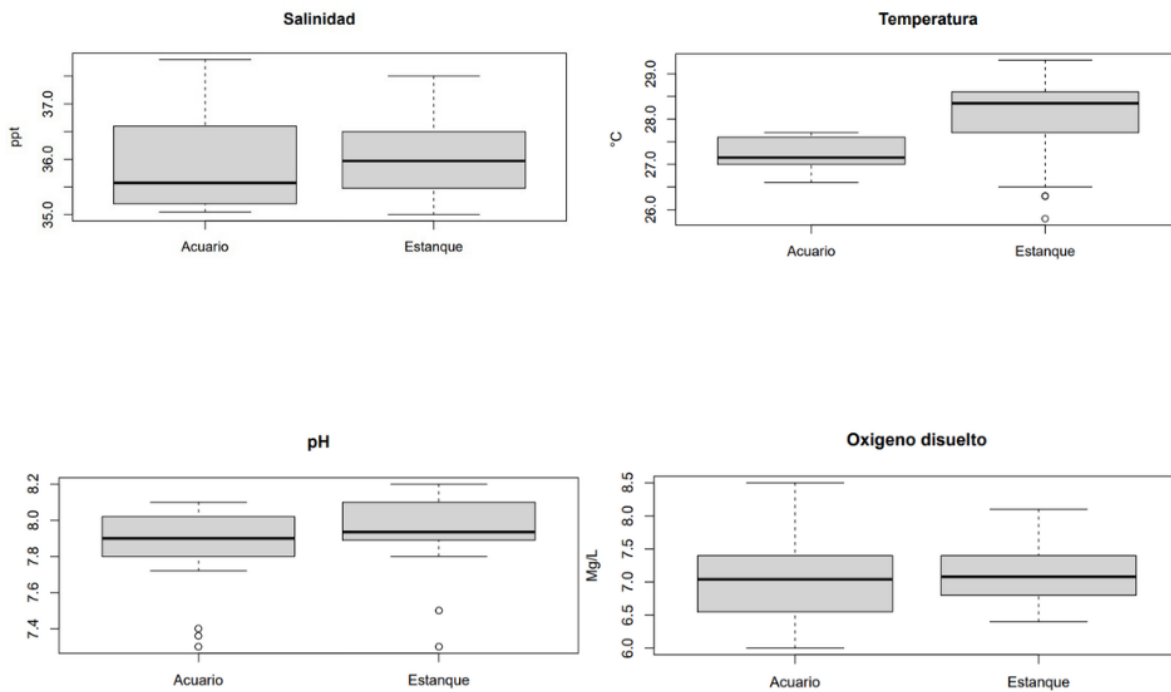 Salinidad
ppt
37.0
36.0
35.0
Acuario
Estanque
Temperatura
°C
29.0
28.0
27.0
26.0
Acuario
Estanque
pH
8.2
8.0
7.8
7.6
7.4
Acuario
Estanque
Oxigeno disuelto
Mg/L
8.5
8.0
7.5
7.0
6.5
6.0
Acuario
Estanque